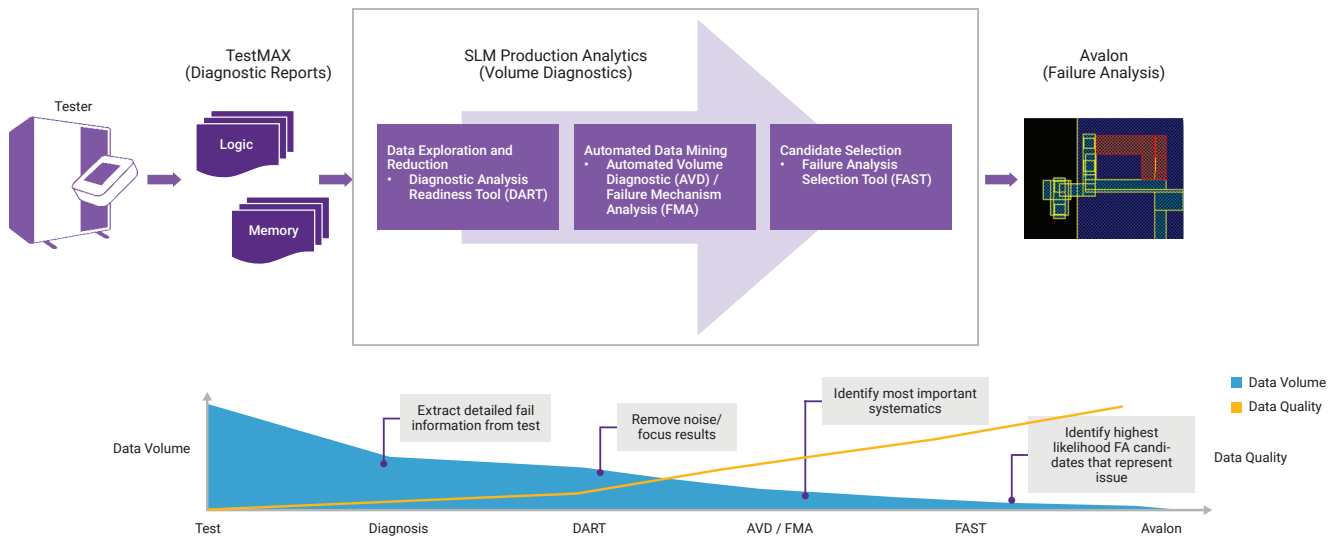 TestMAX
(Diagnostic Reports)
SLM Production Analytics
(Volume Diagnostics)
Avalon
(Failure Analysis)
Tester
Logic
Memory
Data Exploration and
Reduction
• Diagnostic Analysis
Readiness Tool (DART)
Automated Data Mining
• Automated Volume
Diagnostic (AVD) /
Failure Mechanism
Analysis (FMA)
Candidate Selection
• Failure Analysis
Selection Tool (FAST)
Data Volume
Extract detailed fail
information from test
Remove noise/
focus results
Identify most important
systematics
Identify highest
likelihood FA candi-
dates that represent
issue
Data Volume
Data Quality
Data Quality
Test
Diagnosis
DART
AVD / FMA
FAST
Avalon